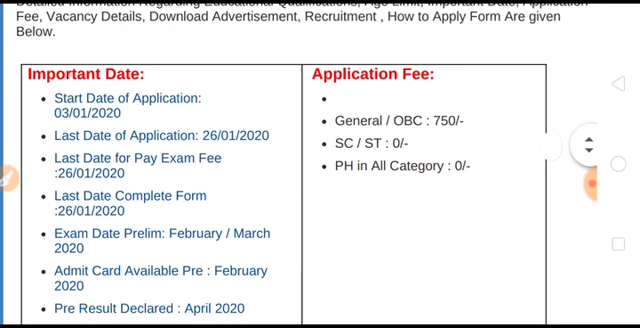 Detailed Information Regarding Educational Qualifications, Age Limit, Important Date, Application
Fee, Vacancy Details, Download Advertisement, Recruitment , How to Apply Form Are given
Below.
Important Date:
Start Date of Application:
03/01/2020
Last Date of Application: 26/01/2020
Last Date for Pay Exam Fee
:26/01/2020
Last Date Complete Form
:26/01/2020
Exam Date Prelim: February / March
2020
Admit Card Available Pre : February
2020
Pre Result Declared : April 2020
Application Fee:
General / OBC : 750/-
SC / ST : 0/-
PH in All Category : 0/-